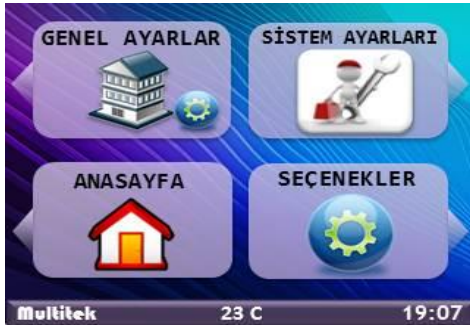 GENEL AYARLAR
SİSTEM AYARLARI
ANASAYFA
SEÇENEKLER
Multitek 23 C 19:07